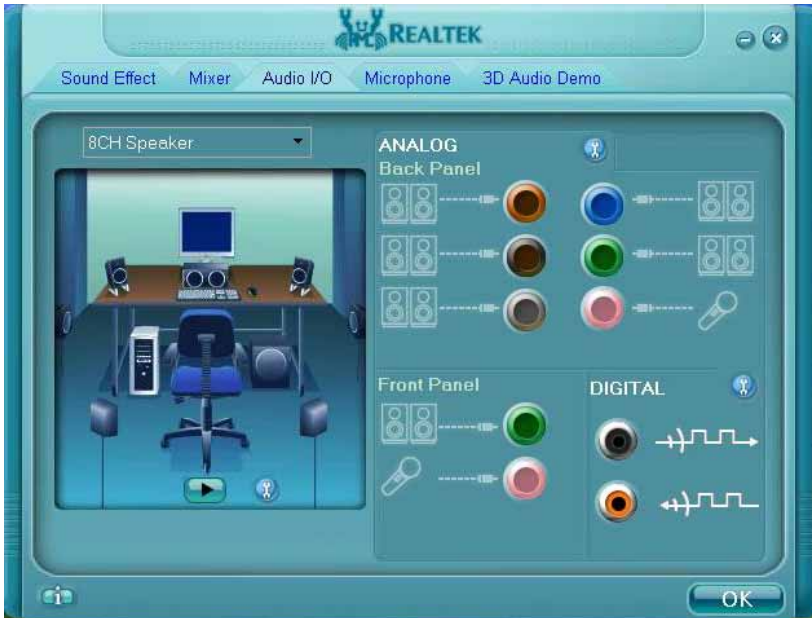 REALTEK
Sound Effect
Mixer
Audio I/O
Microphone
3D Audio Demo
8CH Speaker
ANALOG
Back Panel
Front Panel
DIGITAL
i
OK